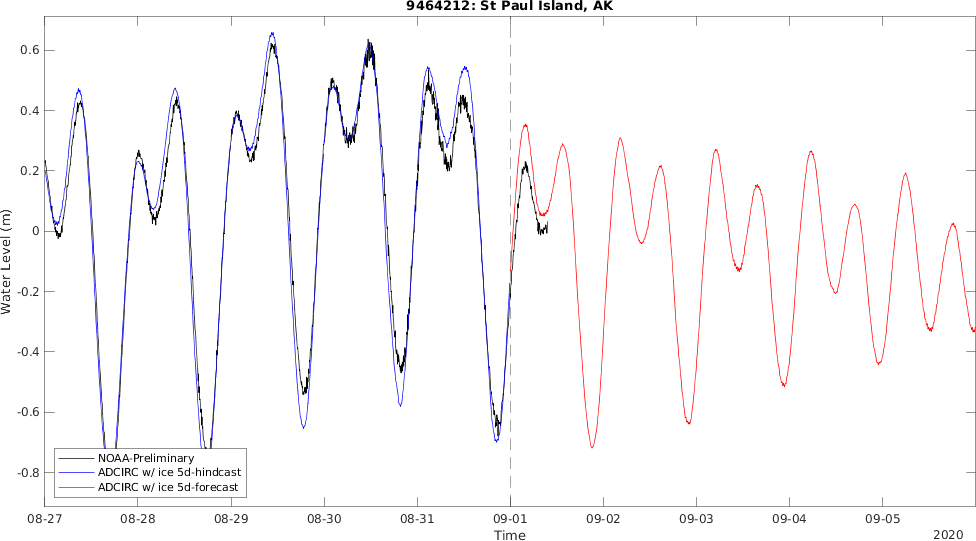 9464212: St Paul Island, AK
Water Level (m)
0.6
0.4
0.2
0
-0.2
-0.4
-0.6
-0.8
NOAA-Preliminary
ADCIRC w/ ice 5d-hindcast
ADCIRC w/ ice 5d-forecast
08-27 08-28 08-29 08-30 08-31 09-01 09-02 09-03 09-04 09-05
Time
2020